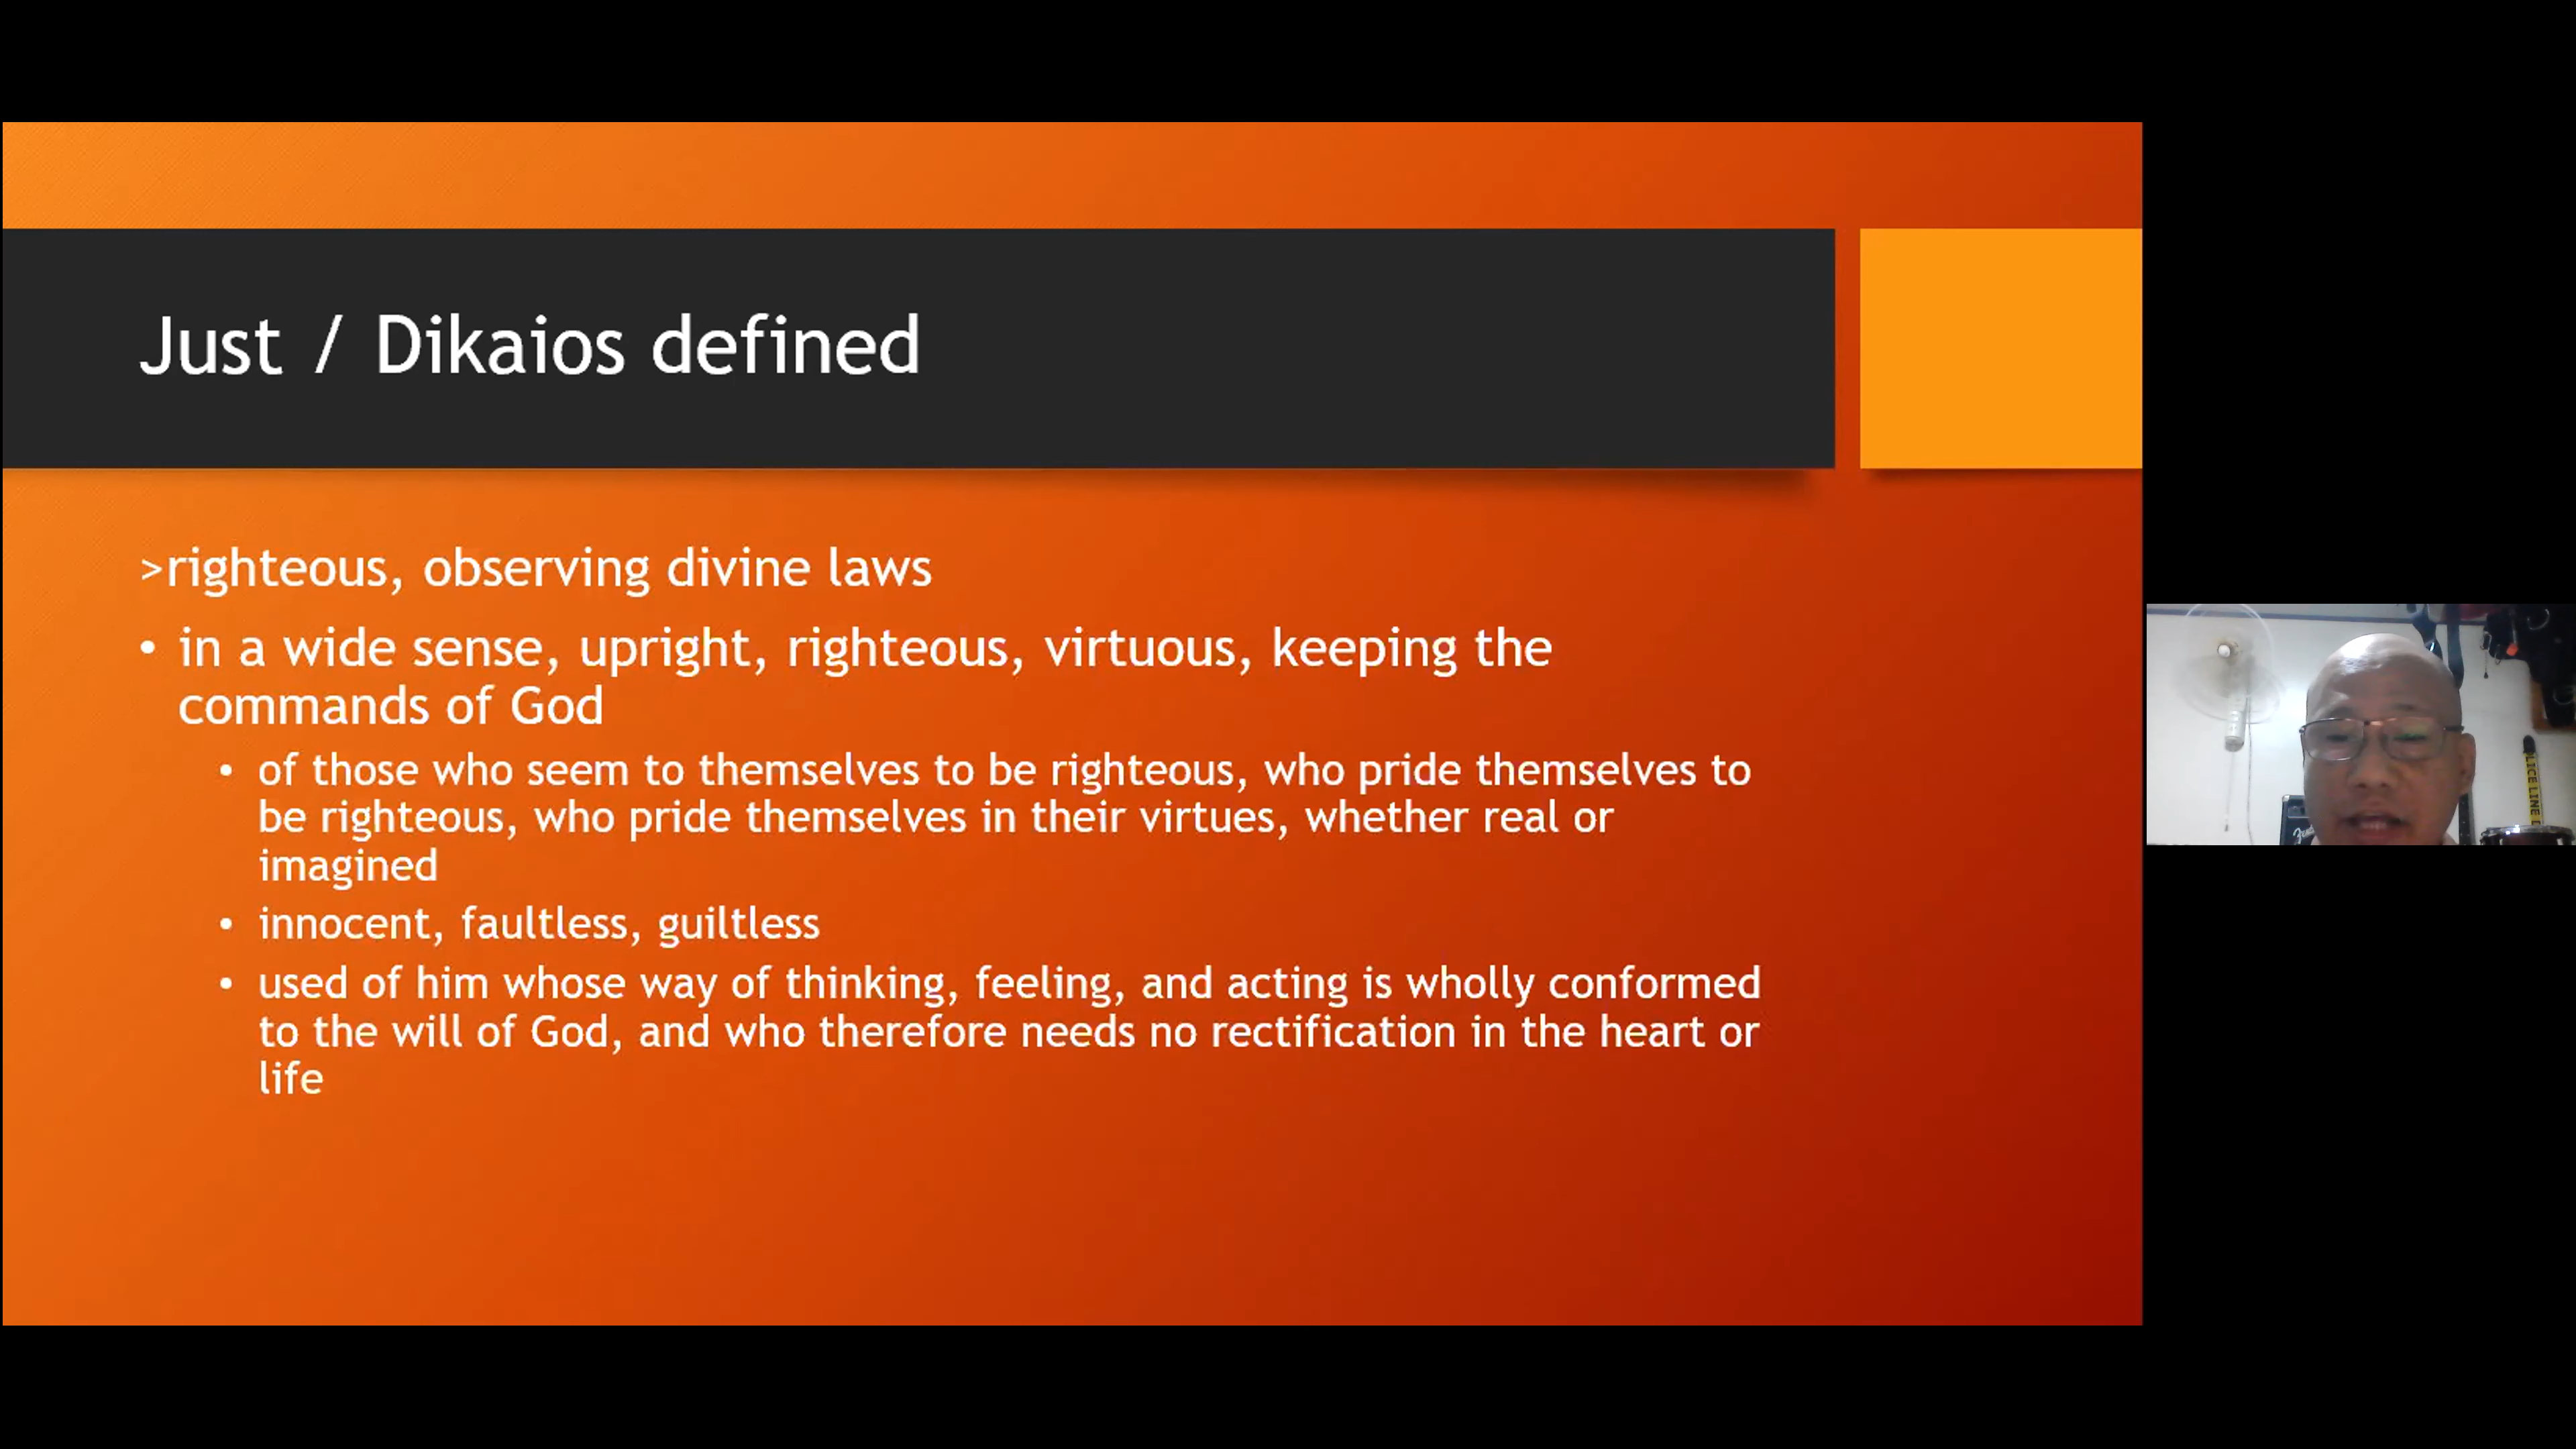 Just / Dikaios defined
>righteous, observing divine laws
• in a wide sense, upright, righteous, virtuous, keeping the
commands of God
• of those who seem to themselves to be righteous, who pride themselves to
be righteous, who pride themselves in their virtues, whether real or
imagined
• innocent, faultless, guiltless
• used of him whose way of thinking, feeling, and acting is wholly conformed
to the will of God, and who therefore needs no rectification in the heart or
life
LICE LINE